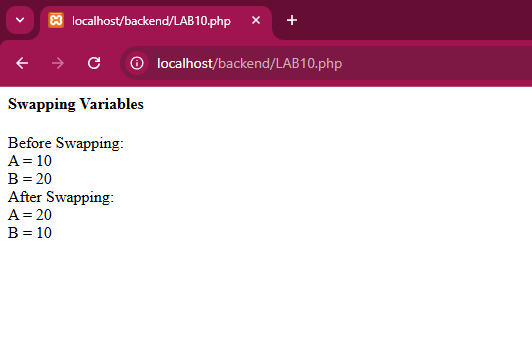 localhost/backend/LAB10.php
localhost/backend/LAB10.php
Swapping Variables
Before Swapping:
A = 10
B = 20
After Swapping:
A = 20
B = 10